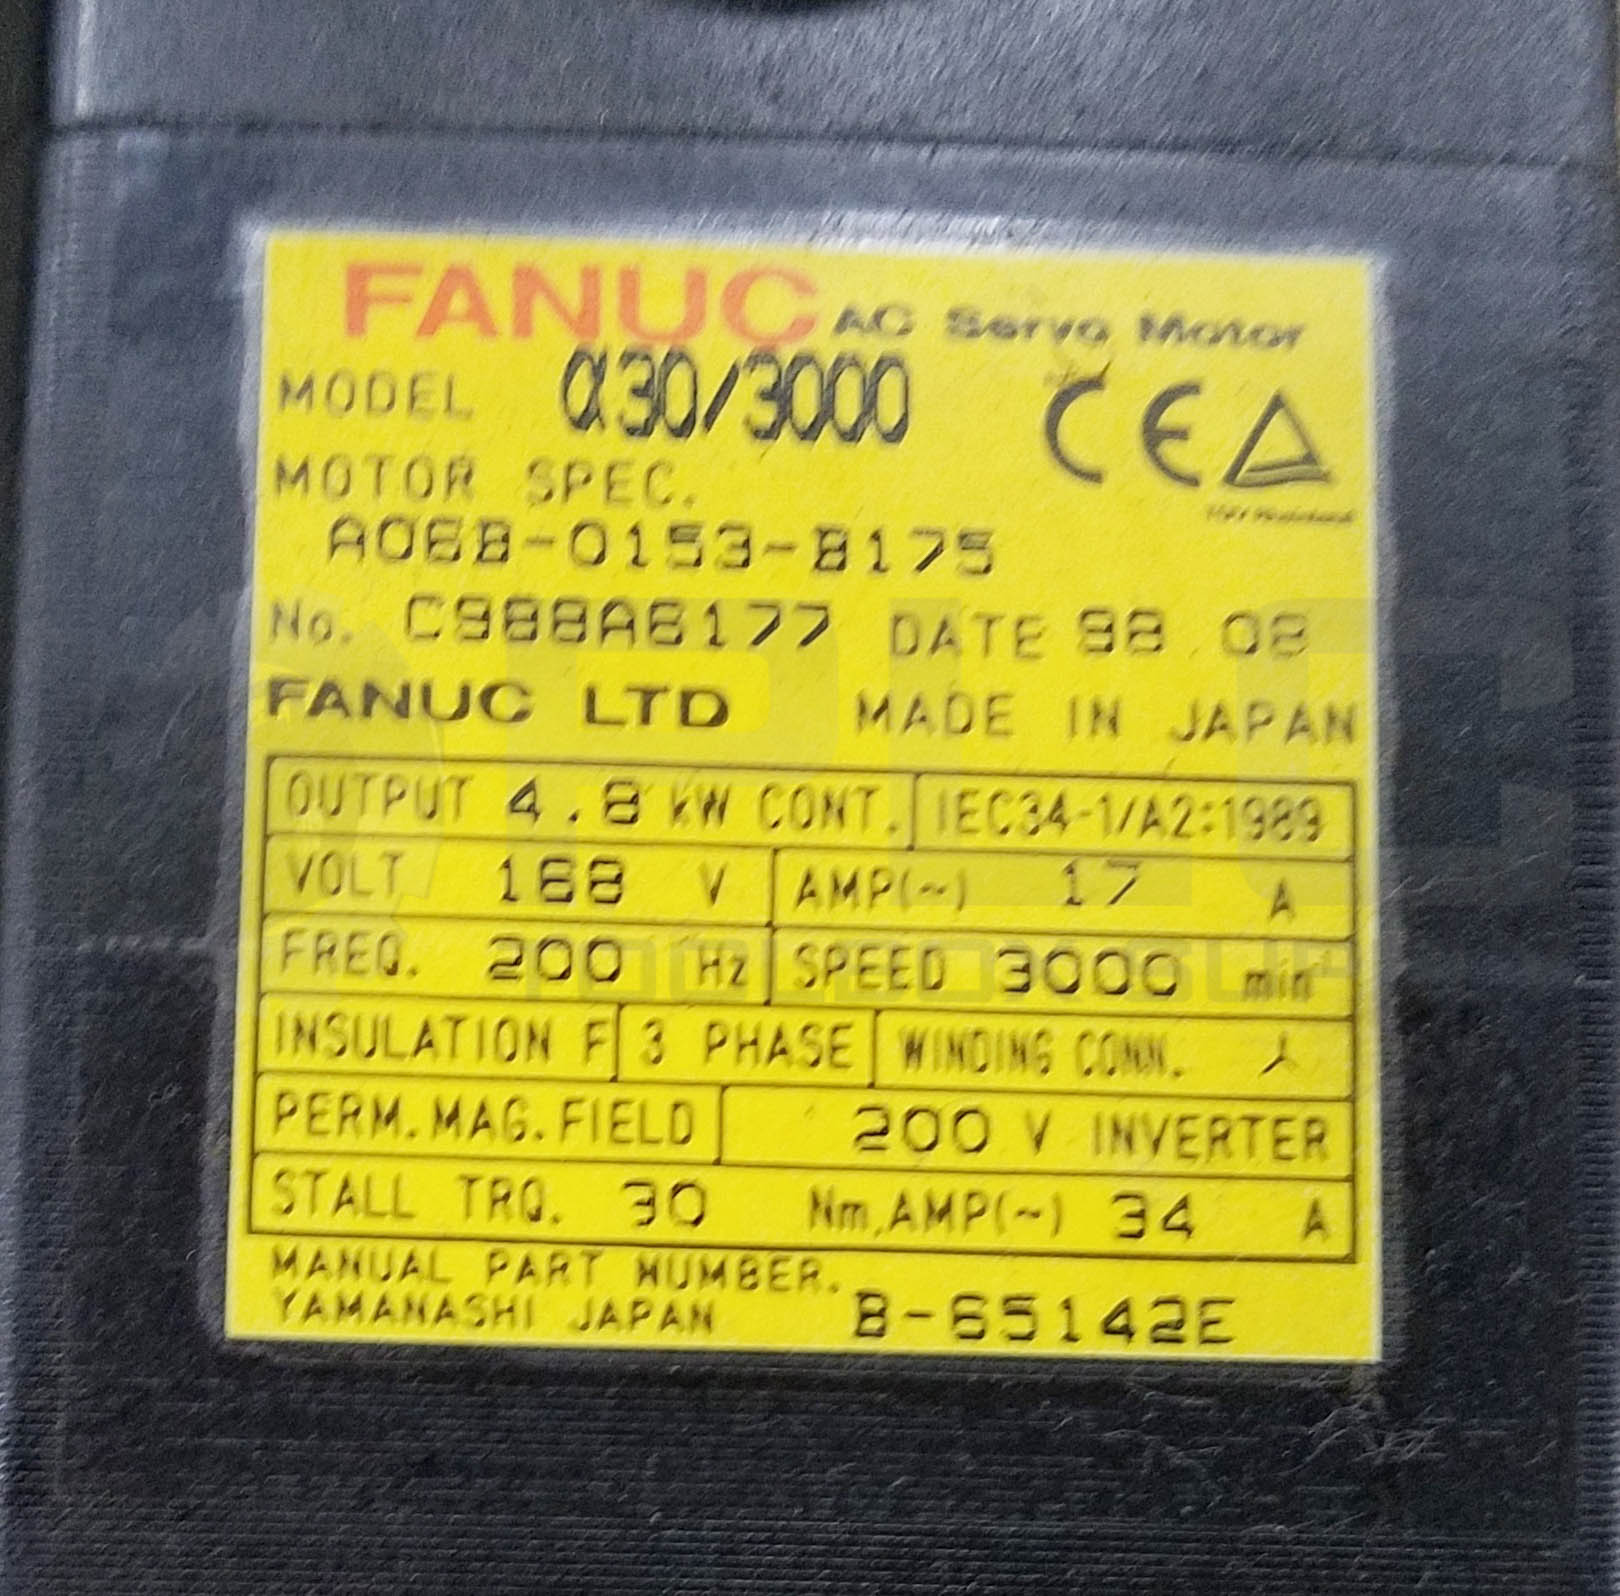 FANUC AC Servo Motor
MODEL α30/3000
CE
MOTOR SPEC.
A06B-0153-B175
No. C988A6177 DATE 98.08
FANUC LTD MADE IN JAPAN
OUTPUT 4.8 kW CONT. IEC34-1/A2:1989
VOLT 168 V AMP(~) 17 A
FREQ. 200 Hz SPEED 3000 min⁻¹
INSULATION F 3 PHASE WINDING CONN. 人
PERM.MAG.FIELD 200 V INVERTER
STALL TRQ. 30 Nm,AMP(~) 34 A
MANUAL PART NUMBER.
YAMANASHI JAPAN B-65142E